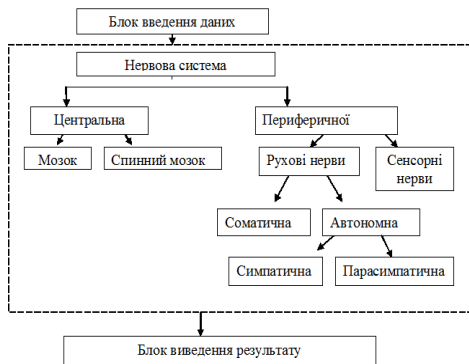 Блок введення даних
Нервова система
Центральна
Периферичної
Мозок
Спинний мозок
Рухові нерви
Сенсорні
нерви
Соматична
Автономна
Симпатична
Парасимпатична
Блок виведення результату